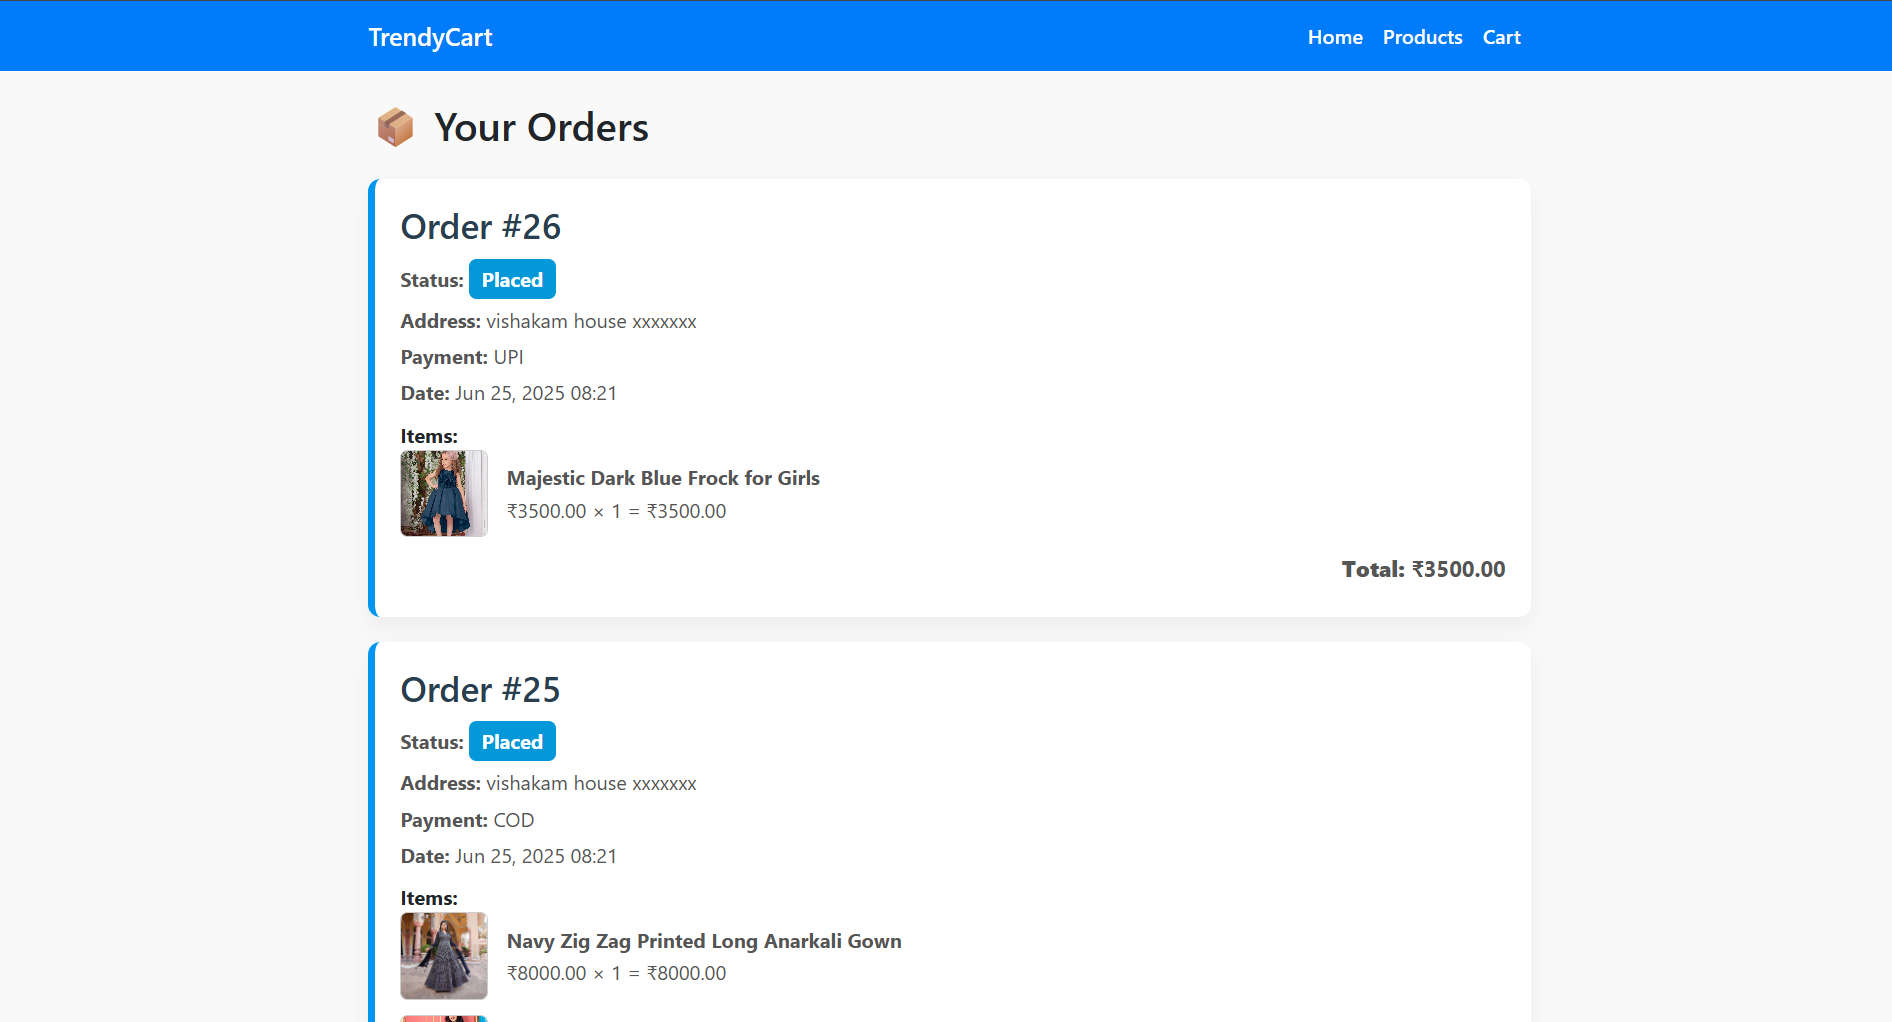 TrendyCart
Home Products Cart
Your Orders
Order #26
Status: Placed
Address: vishakam house xxxxxxx
Payment: UPI
Date: Jun 25, 2025 08:21
Items:
Majestic Dark Blue Frock for Girls
₹3500.00 × 1 = ₹3500.00
Total: ₹3500.00
Order #25
Status: Placed
Address: vishakam house xxxxxxx
Payment: COD
Date: Jun 25, 2025 08:21
Items:
Navy Zig Zag Printed Long Anarkali Gown
₹8000.00 × 1 = ₹8000.00